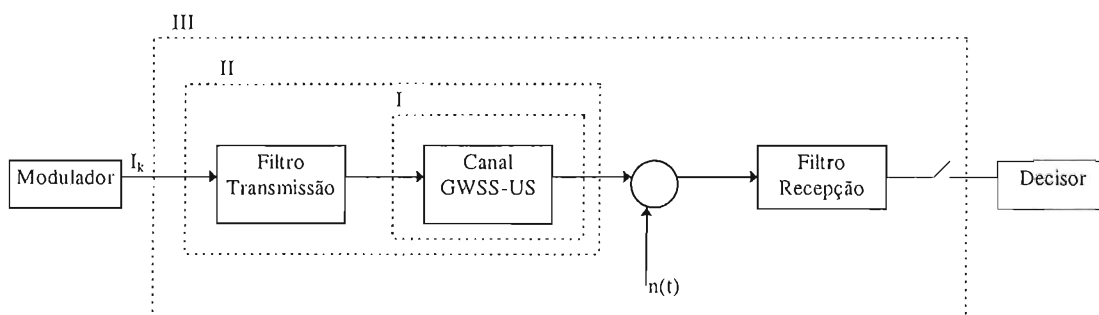 III
II
I
Modulador
I_k
Filtro
Transmissão
Canal
GWSS-US
Filtro
Recepção
Decisor
n(t)